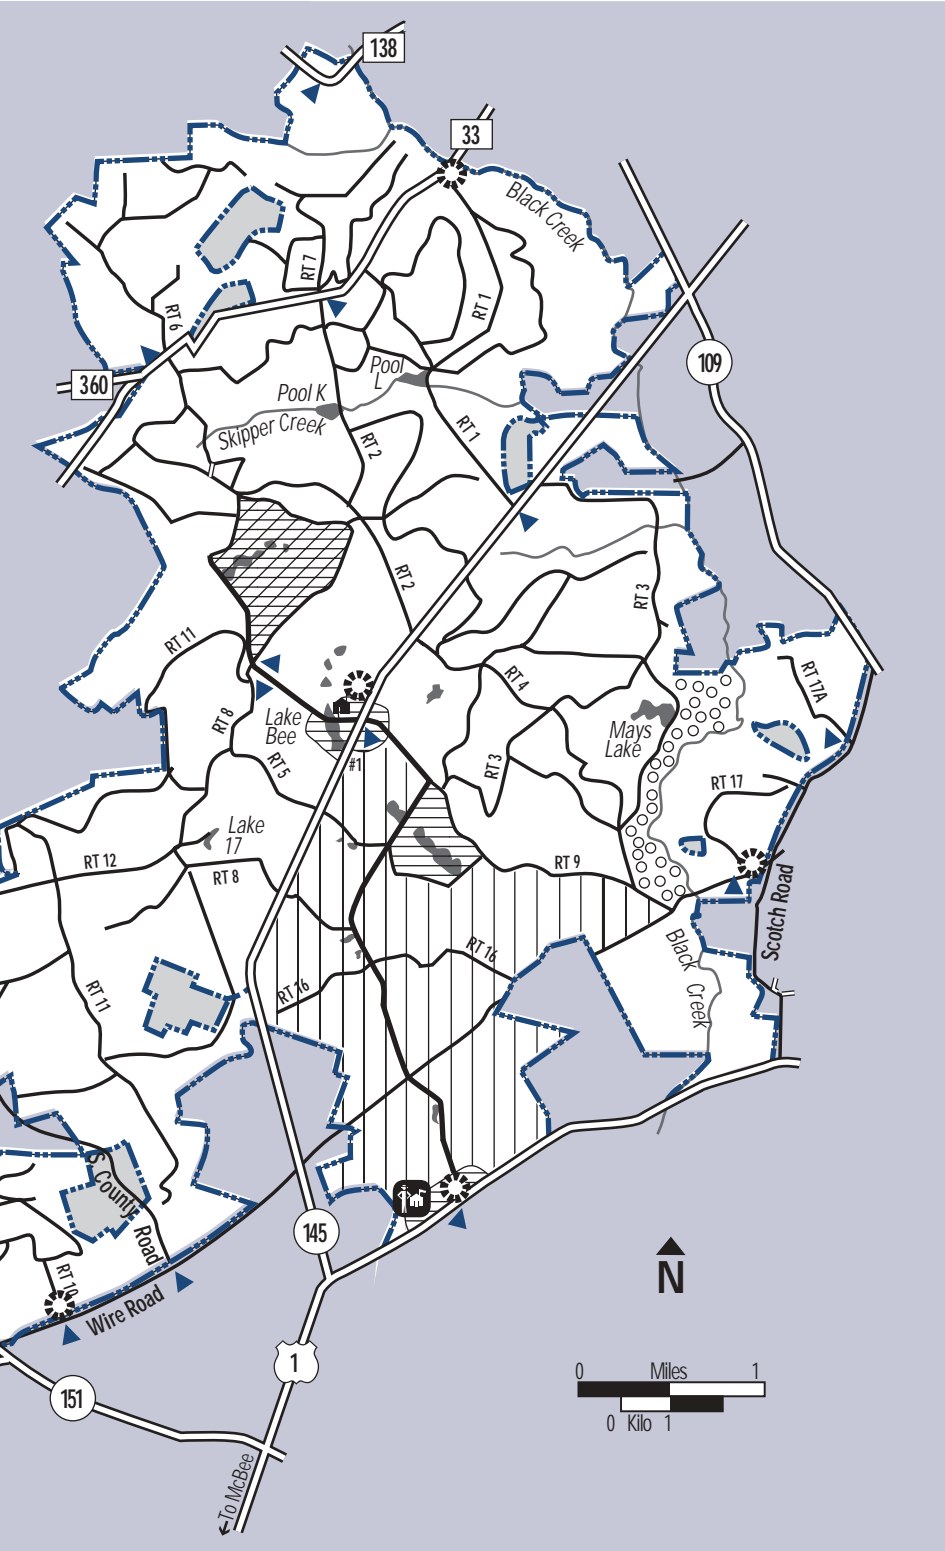 138
33
Black Creek
RT 7
RT 1
RT 6
109
360
Pool
L
Pool K
Skipper Creek
RT 1
RT 2
RT 2
RT 3
RT 11
RT 4
RT 17A
RT 8
Lake
Bee
Mays
Lake
#1
RT 5
RT 3
RT 17
Lake
17
RT 12
RT 8
RT 9
Scotch Road
RT 16
Black
Creek
RT 16
RT 11
S. County
Road
145
N
RT 10
Wire Road
1
0 Miles 1
0 Kilo 1
151
To McBee